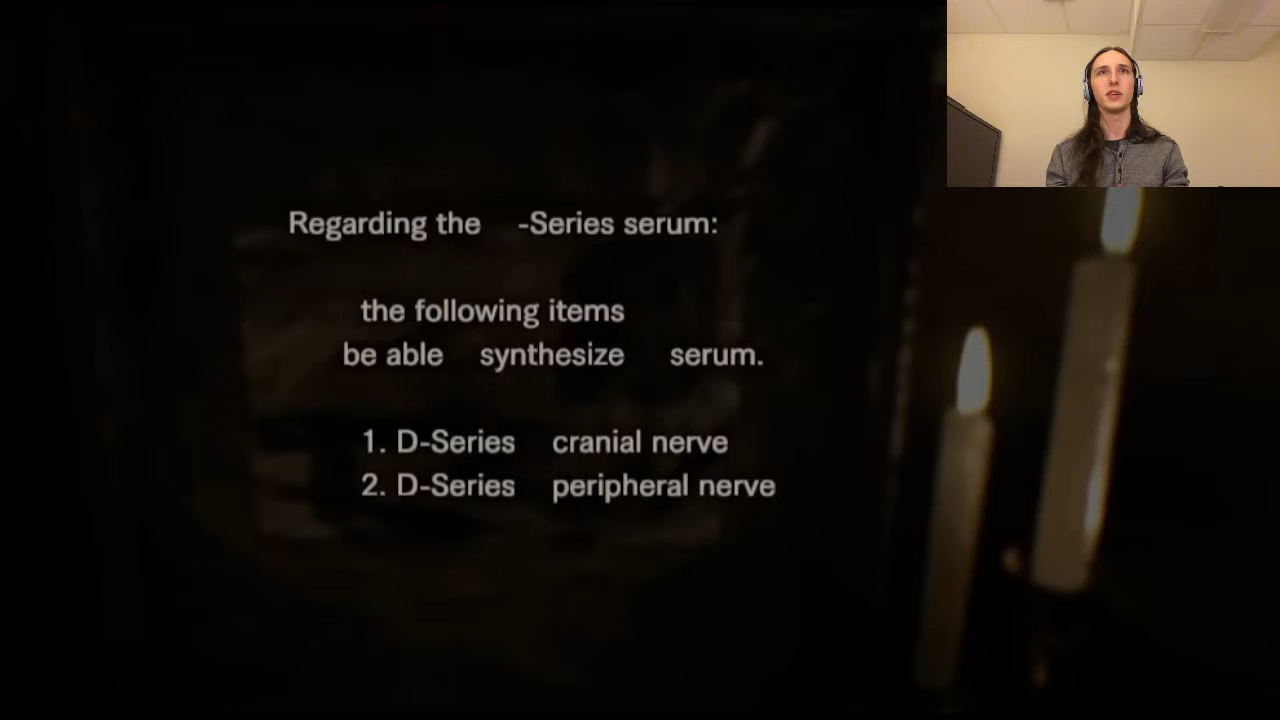 Regarding the -Series serum:
the following items
be able synthesize serum.
1. D-Series cranial nerve
2. D-Series peripheral nerve